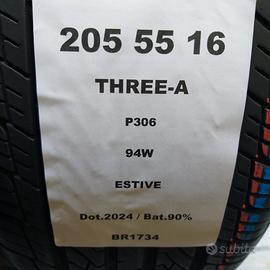 205 55 16
THREE-A
P306
94W
ESTIVE
Dot.2024 / Bat.90%
BR1734
subito